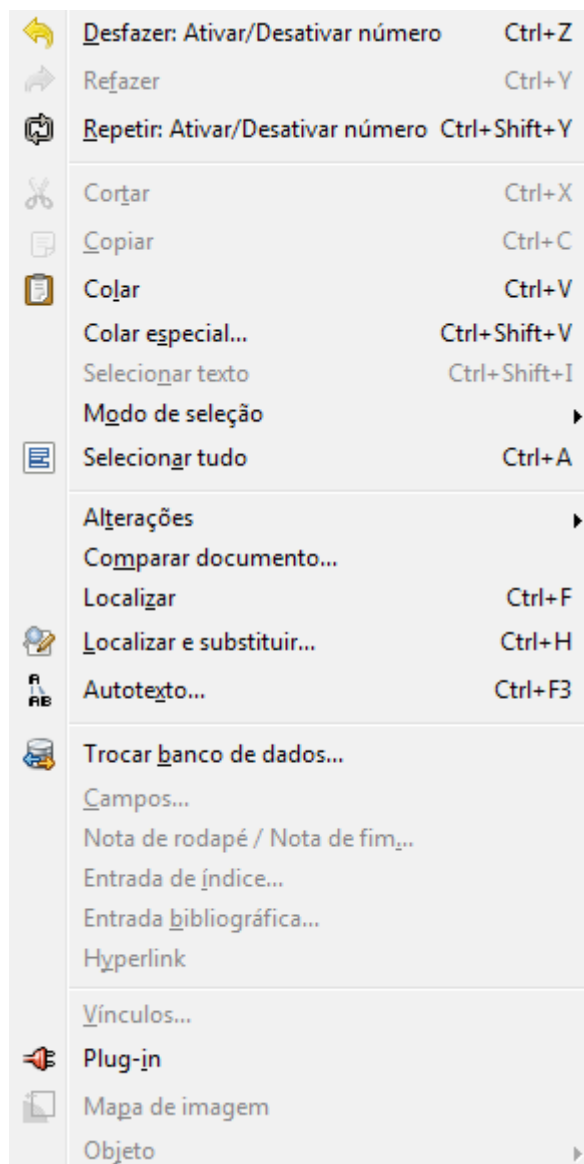 Desfazer: Ativar/Desativar número Ctrl+Z
Refazer Ctrl+Y
Repetir: Ativar/Desativar número Ctrl+Shift+Y
Cortar Ctrl+X
Copiar Ctrl+C
Colar Ctrl+V
Colar especial... Ctrl+Shift+V
Selecionar texto Ctrl+Shift+I
Modo de seleção
Selecionar tudo Ctrl+A
Alterações
Comparar documento...
Localizar Ctrl+F
Localizar e substituir... Ctrl+H
A
AB Autotexto... Ctrl+F3
Trocar banco de dados...
Campos...
Nota de rodapé / Nota de fim...
Entrada de índice...
Entrada bibliográfica...
Hyperlink
Vínculos...
Plug-in
Mapa de imagem
Objeto